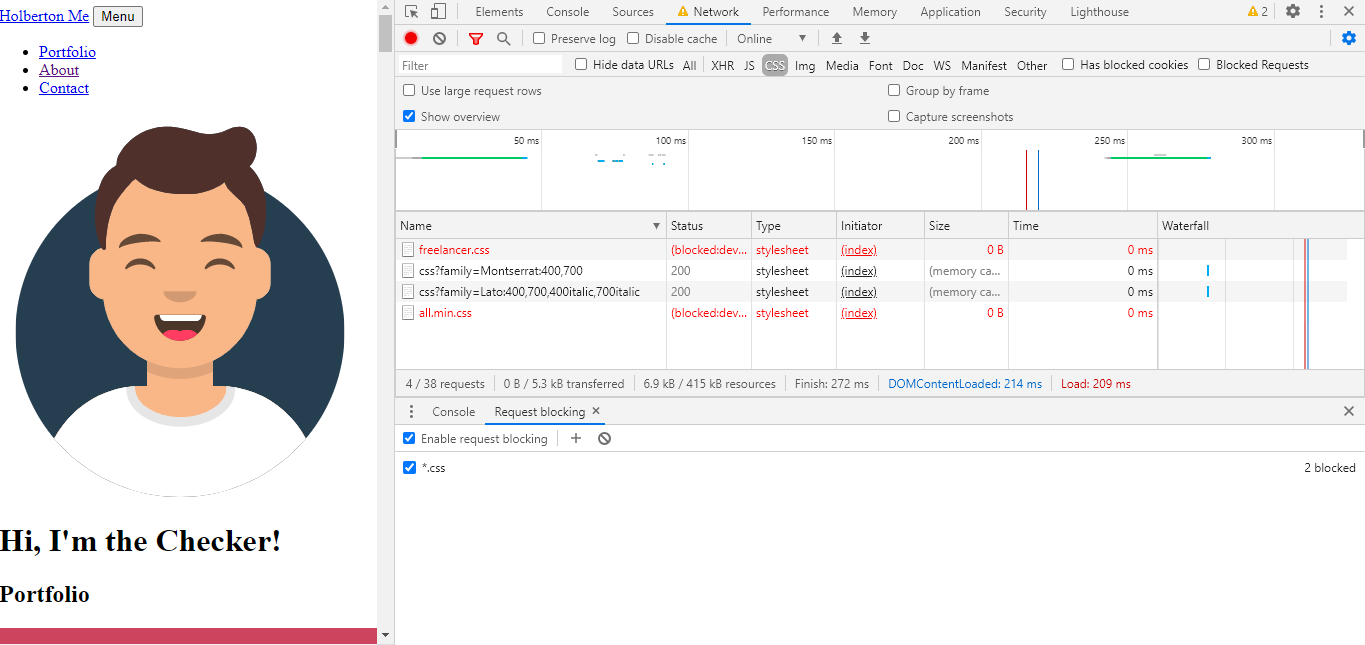 Holberton Me Menu
Portfolio
About
Contact
Hi, I'm the Checker!
Portfolio
Elements Console Sources Network Performance Memory Application Security Lighthouse 2
Preserve log Disable cache Online
Filter Hide data URLs All XHR JS CSS Img Media Font Doc WS Manifest Other Has blocked cookies Blocked Requests
Use large request rows Group by frame
Show overview Capture screenshots
50 ms 100 ms 150 ms 200 ms 250 ms 300 ms
Name Status Type Initiator Size Time Waterfall
freelancer.css (blocked:dev... stylesheet (index) 0 B 0 ms
css?family=Montserrat:400,700 200 stylesheet (index) (memory ca... 0 ms
css?family=Lato:400,700,400italic,700italic 200 stylesheet (index) (memory ca... 0 ms
all.min.css (blocked:dev... stylesheet (index) 0 B 0 ms
4 / 38 requests 0 B / 5.3 kB transferred 6.9 kB / 415 kB resources Finish: 272 ms DOMContentLoaded: 214 ms Load: 209 ms
Console Request blocking
Enable request blocking
*.css 2 blocked